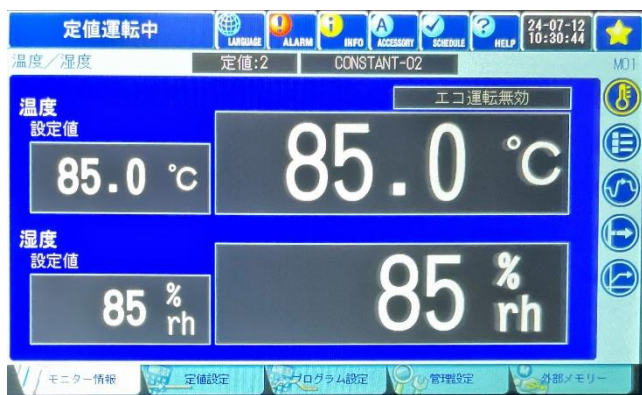 定値運転中
LANGUAGE
ALARM
INFO
ACCESSORY
SCHEDULE
HELP
24-07-12
10:30:44
温度/湿度
定値:2
CONSTANT-02
M01
温度
設定値
85.0 ℃
エコ運転無効
85.0 ℃
湿度
設定値
85 %rh
85 %rh
モニター情報
定値設定
プログラム設定
管理設定
外部メモリー